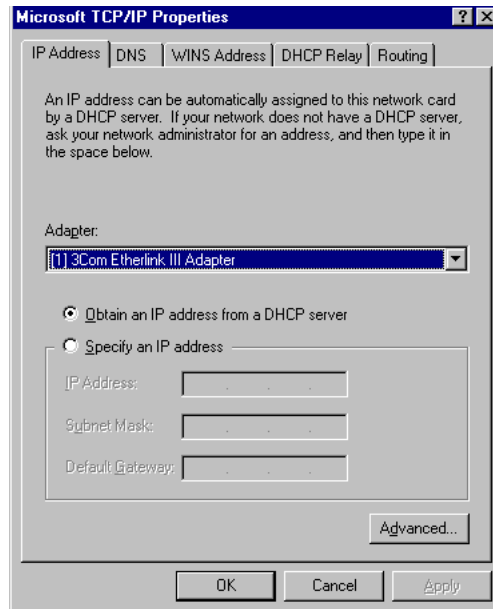 Microsoft TCP/IP Properties
IP Address DNS WINS Address DHCP Relay Routing
An IP address can be automatically assigned to this network card
by a DHCP server. If your network does not have a DHCP server,
ask your network administrator for an address, and then type it in
the space below.
Adapter:
[1] 3Com Etherlink III Adapter
Obtain an IP address from a DHCP server
Specify an IP address
IP Address:
Subnet Mask:
Default Gateway:
Advanced...
OK Cancel Apply